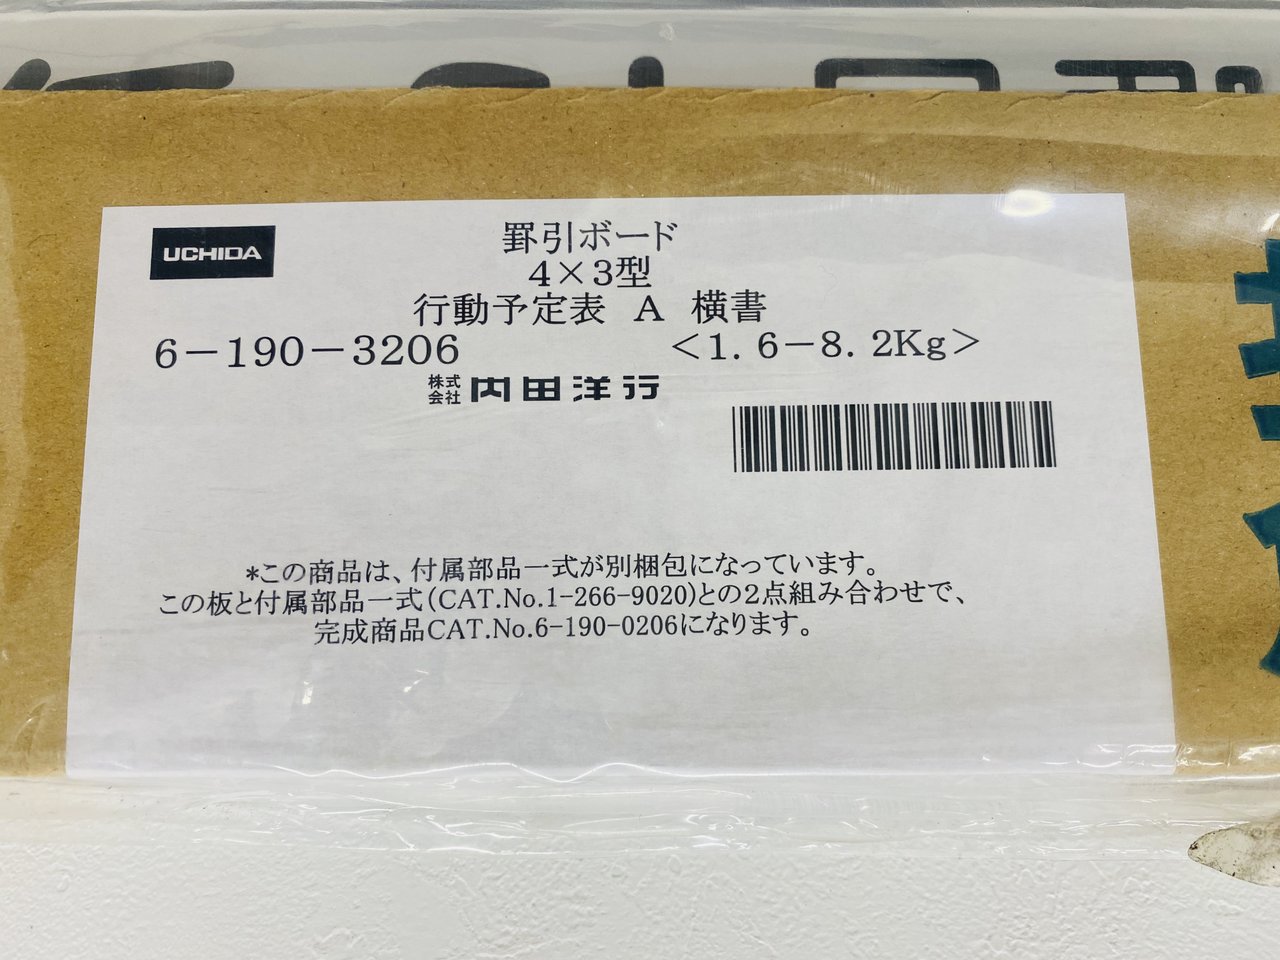 UCHIDA
罫引ボード
4×3型
行動予定表 A 横書
6-190-3206 <1.6-8.2Kg>
株式会社 内田洋行
*この商品は、付属部品一式が別梱包になっています。
この板と付属部品一式(CAT.No.1-266-9020)との2点組み合わせで、
完成商品CAT.No.6-190-0206になります。